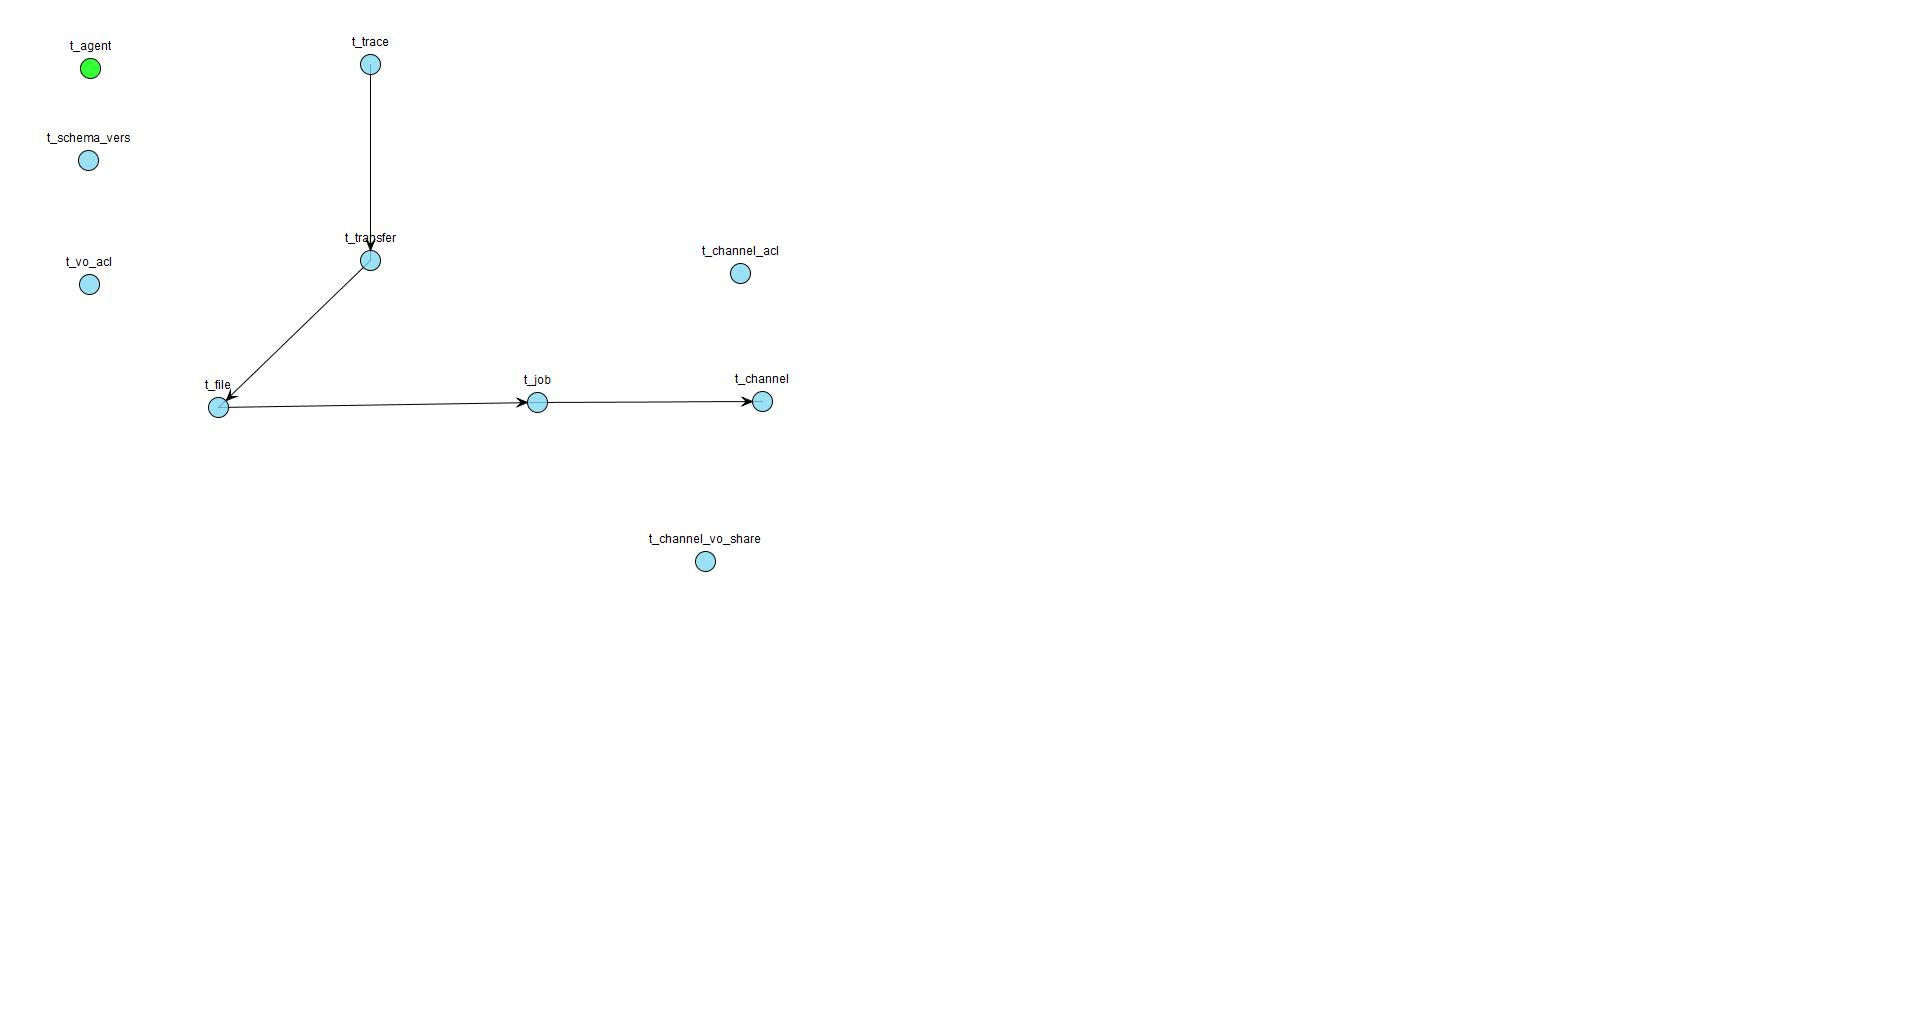 t_agent
t_trace
t_schema_vers
t_transfer
t_channel_acl
t_vo_acl
t_file
t_job
t_channel
t_channel_vo_share